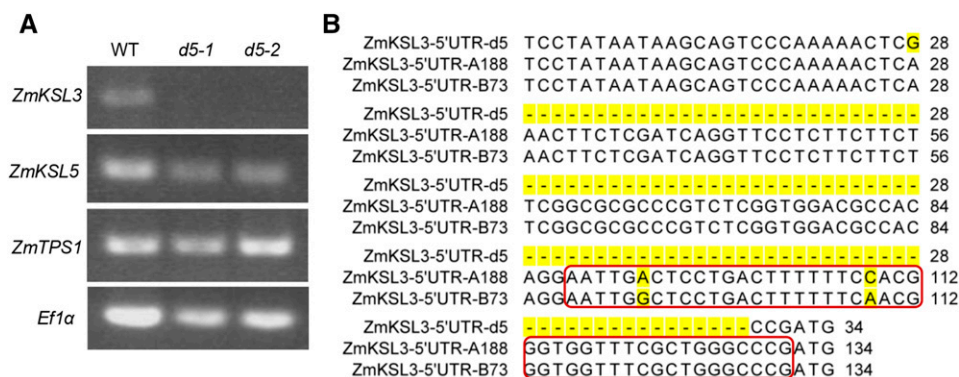 A
WT d5-1 d5-2
ZmKSL3
ZmKSL5
ZmTPS1
Ef1α
B
ZmKSL3-5'UTR-d5 TCCTATAATAAGCAGTCCCAAAAACTCG 28
ZmKSL3-5'UTR-A188 TCCTATAATAAGCAGTCCCAAAAACTCA 28
ZmKSL3-5'UTR-B73 TCCTATAATAAGCAGTCCCAAAAACTCA 28
ZmKSL3-5'UTR-d5 ---------------------------- 28
ZmKSL3-5'UTR-A188 AACTTCTCGATCAGGTTCCTCTTCTTCT 56
ZmKSL3-5'UTR-B73 AACTTCTCGATCAGGTTCCTCTTCTTCT 56
ZmKSL3-5'UTR-d5 ---------------------------- 28
ZmKSL3-5'UTR-A188 TCGGCGCGCCCGTCTCGGTGGACGCCAC 84
ZmKSL3-5'UTR-B73 TCGGCGCGCCCGTCTCGGTGGACGCCAC 84
ZmKSL3-5'UTR-d5 ---------------------------- 28
ZmKSL3-5'UTR-A188 AGGAATTGACTCCTGACTTTTTTCCACG 112
ZmKSL3-5'UTR-B73 AGGAATTGGCTCCTGACTTTTTTCAACG 112
ZmKSL3-5'UTR-d5 ----------------CCGATG 34
ZmKSL3-5'UTR-A188 GGTGGTTTCGCTGGGCCCGATG 134
ZmKSL3-5'UTR-B73 GGTGGTTTCGCTGGGCCCGATG 134